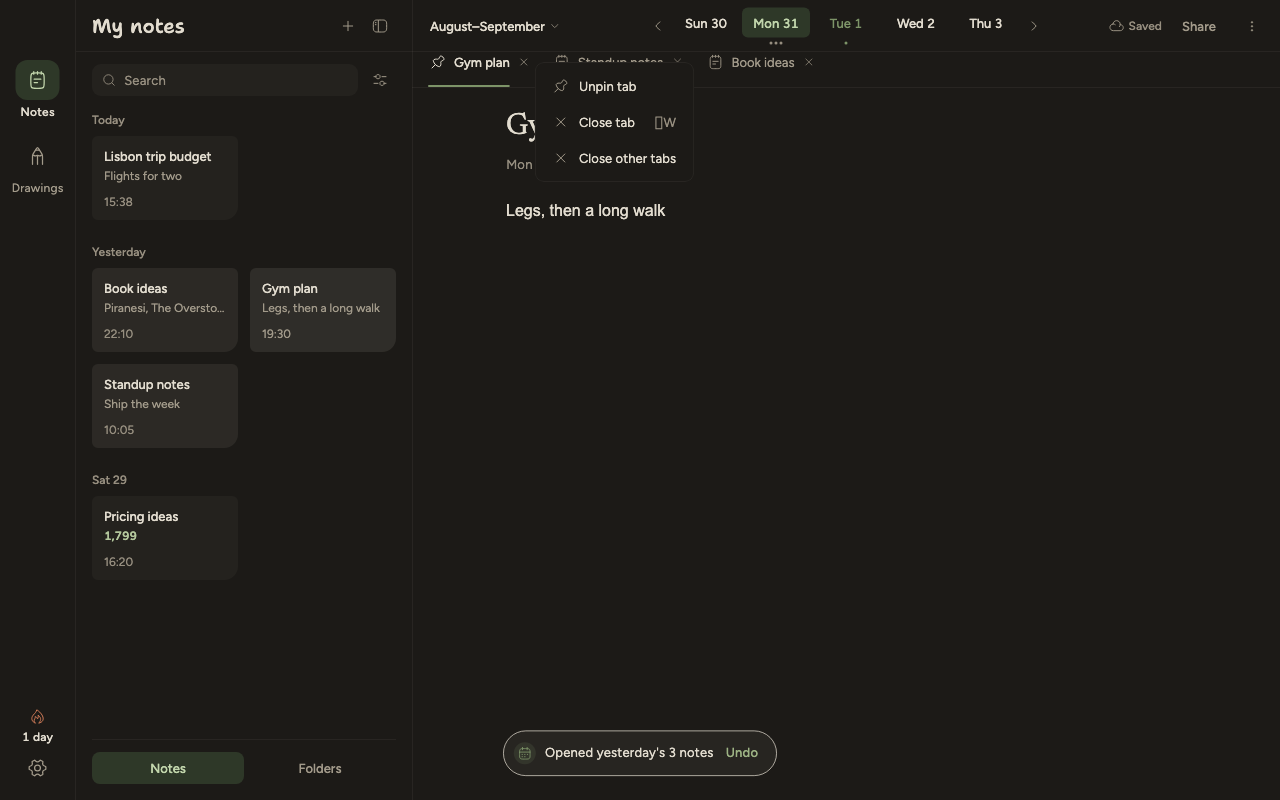 My notes
August–September
Sun 30
Mon 31
Tue 1
Wed 2
Thu 3
Saved
Share
Notes
Drawings
1 day
Search
Today
Lisbon trip budget
Flights for two
15:38
Yesterday
Book ideas
Piranesi, The Oversto...
22:10
Gym plan
Legs, then a long walk
19:30
Standup notes
Ship the week
10:05
Sat 29
Pricing ideas
1,799
16:20
Notes
Folders
Gym plan
Standup notes
Book ideas
Unpin tab
Close tab W
Close other tabs
Gy
Mon
Legs, then a long walk
Opened yesterday's 3 notes Undo